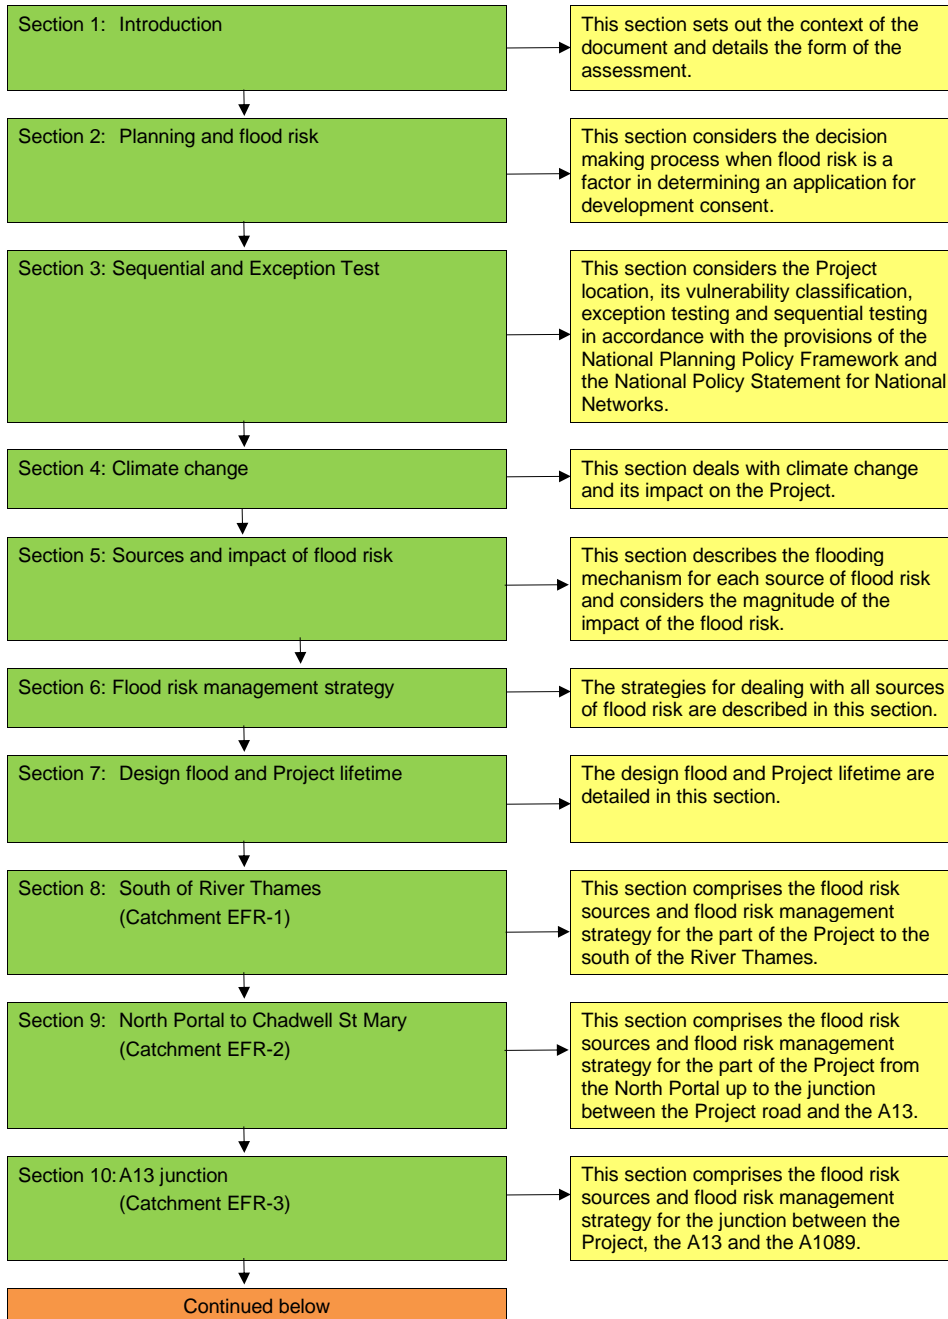 Section 1: Introduction
This section sets out the context of the
document and details the form of the
assessment.
Section 2: Planning and flood risk
This section considers the decision
making process when flood risk is a
factor in determining an application for
development consent.
Section 3: Sequential and Exception Test
This section considers the Project
location, its vulnerability classification,
exception testing and sequential testing
in accordance with the provisions of the
National Planning Policy Framework and
the National Policy Statement for National
Networks.
Section 4: Climate change
This section deals with climate change
and its impact on the Project.
Section 5: Sources and impact of flood risk
This section describes the flooding
mechanism for each source of flood risk
and considers the magnitude of the
impact of the flood risk.
Section 6: Flood risk management strategy
The strategies for dealing with all sources
of flood risk are described in this section.
Section 7: Design flood and Project lifetime
The design flood and Project lifetime are
detailed in this section.
Section 8: South of River Thames
(Catchment EFR-1)
This section comprises the flood risk
sources and flood risk management
strategy for the part of the Project to the
south of the River Thames.
Section 9: North Portal to Chadwell St Mary
(Catchment EFR-2)
This section comprises the flood risk
sources and flood risk management
strategy for the part of the Project from
the North Portal up to the junction
between the Project road and the A13.
Section 10: A13 junction
(Catchment EFR-3)
This section comprises the flood risk
sources and flood risk management
strategy for the junction between the
Project, the A13 and the A1089.
Continued below